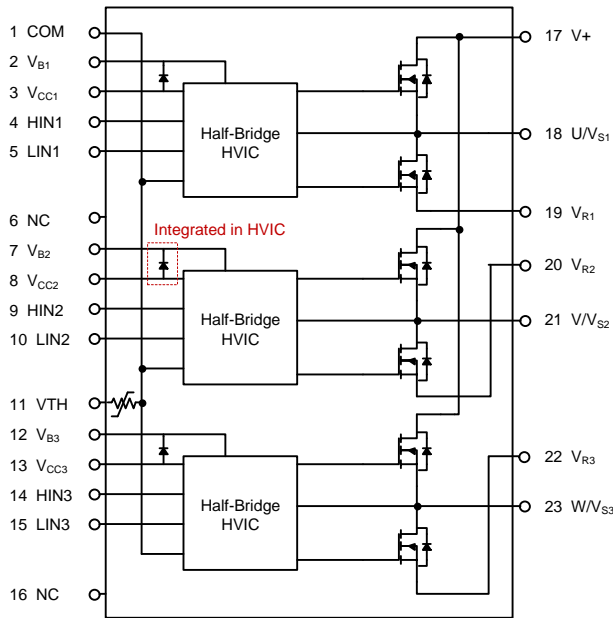 1 COM
2 VB1
3 VCC1
4 HIN1
5 LIN1
6 NC
7 VB2
8 VCC2
9 HIN2
10 LIN2
11 VTH
12 VB3
13 VCC3
14 HIN3
15 LIN3
16 NC
Half-Bridge
HVIC
Integrated in HVIC
Half-Bridge
HVIC
Half-Bridge
HVIC
17 V+
18 U/VS1
19 VR1
20 VR2
21 V/VS2
22 VR3
23 W/VS3